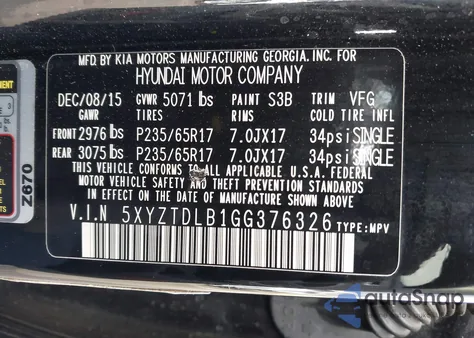 MFD. BY KIA MOTORS MANUFACTURING GEORGIA, INC. FOR
HYUNDAI MOTOR COMPANY
DEC/08/15 GVWR 5071 lbs PAINT S3B TRIM VFG
GAWR TIRES RIMS COLD TIRE INFL
FRONT 2976 lbs P235/65R17 7.0JX17 34psi SINGLE
REAR 3075 lbs P235/65R17 7.0JX17 34psi SINGLE
THIS VEHICLE CONFORMS TO ALL APPLICABLE U.S.A. FEDERAL
MOTOR VEHICLE SAFETY AND THEFT PREVENTION STANDARDS IN
EFFECT ON THE DATE OF MANUFACTURE SHOWN ABOVE.
V.I.N 5XYZTDLB1GG376326 TYPE: MPV
Z670
autoSnap